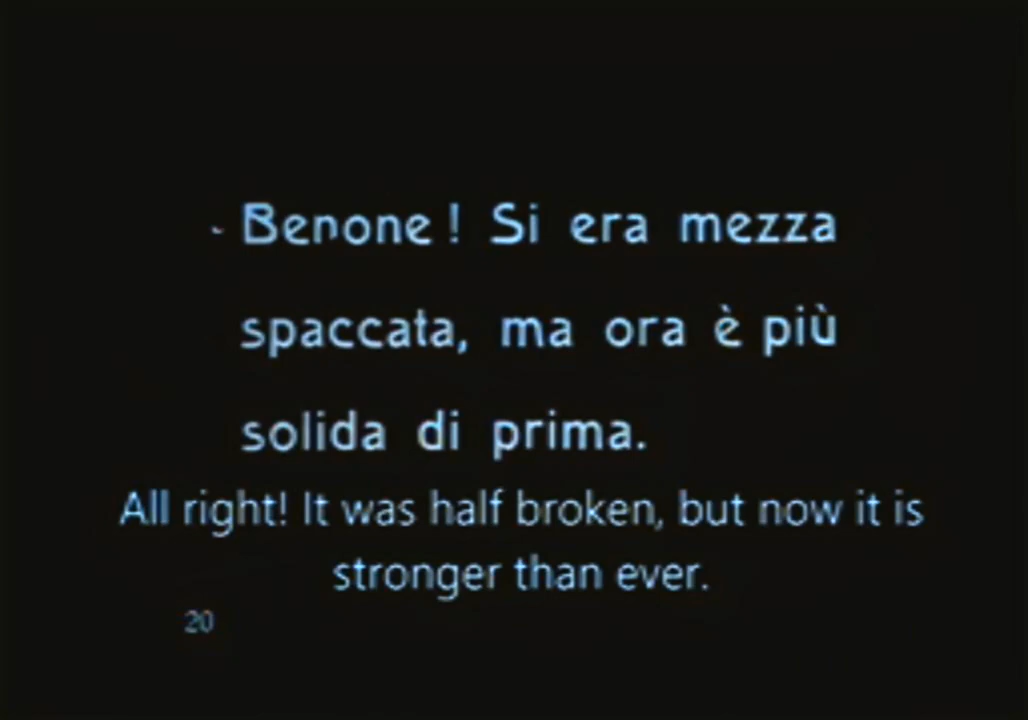 - Benone! Si era mezza
spaccata, ma ora è più
solida di prima.
All right! It was half broken, but now it is
stronger than ever.
20